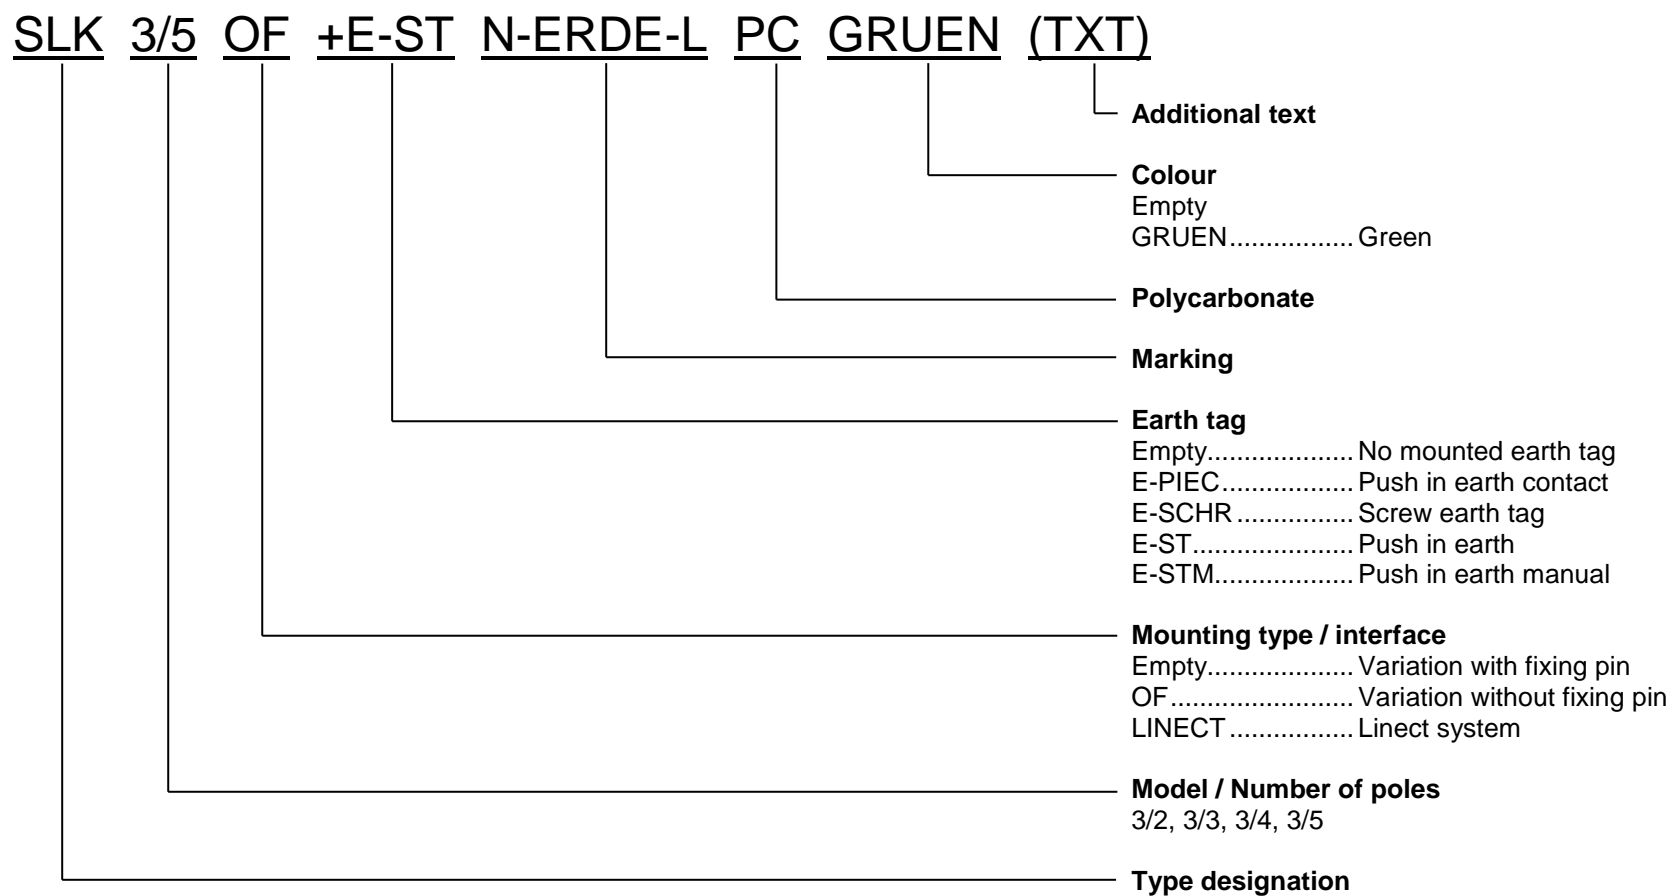 SLK 3/5 OF +E-ST N-ERDE-L PC GRUEN (TXT)
Additional text
Colour
Empty
GRUEN.................Green
Polycarbonate
Marking
Earth tag
Empty....................No mounted earth tag
E-PIEC..................Push in earth contact
E-SCHR................Screw earth tag
E-ST......................Push in earth
E-STM...................Push in earth manual
Mounting type / interface
Empty....................Variation with fixing pin
OF.........................Variation without fixing pin
LINECT.................Linect system
Model / Number of poles
3/2, 3/3, 3/4, 3/5
Type designation